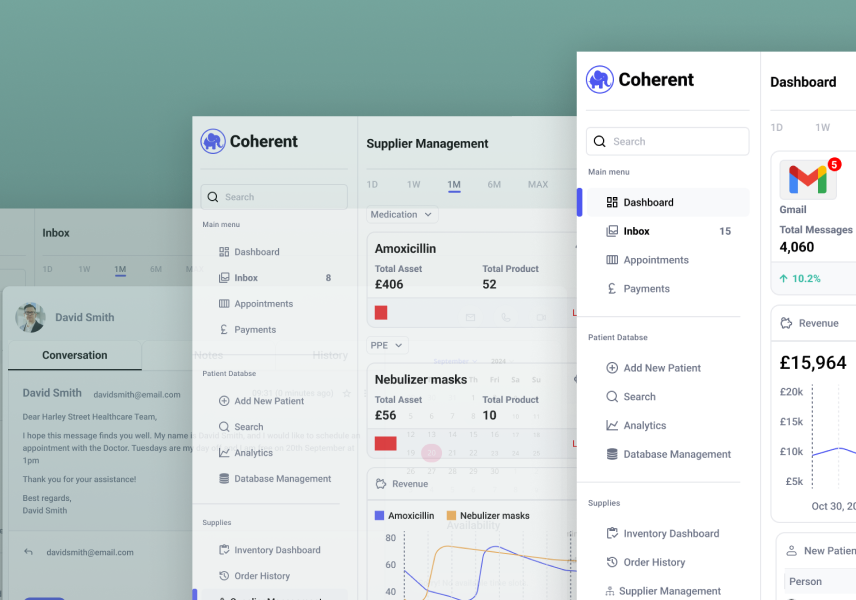 Coherent
Dashboard
Search
1D 1W
Main menu
5
Dashboard
Gmail
Inbox 15
Total Messages
4,060
Appointments
10.2%
Payments
Revenue
Patient Databse
£15,964
Add New Patient
£20k
Search
£15k
Analytics
£10k
Database Management
£5k
Supplies
Oct 30, 20
Inventory Dashboard
New Patien
Order History
Person
Supplier Management
Coherent
Supplier Management
1D 1W 1M 6M MAX
Search
Medication
Main menu
Amoxicillin
Dashboard
Total Asset Total Product
£406 52
Inbox 8
Appointments
Payments
PPE
Patient Databse
Nebulizer masks
Total Asset Total Product
£56 10
Add New Patient
Search
Analytics
Database Management
Revenue
Supplies
Amoxicillin Nebulizer masks
Availability
80
60
40
Inventory Dashboard
Order History
Supplier Management
Inbox
1D 1W 1M 6M
David Smith
Conversation Notes History
David Smith davidsmith@email.com
Dear Harley Street Healthcare Team,
I hope this message finds you well. My name is David Smith, and I would like to schedule an
appointment with the Doctor. Tuesdays are my day off
1pm
Thank you for your assistance!
Best regards,
David Smith
davidsmith@email.com
September 2024
Th Fri Sa Su